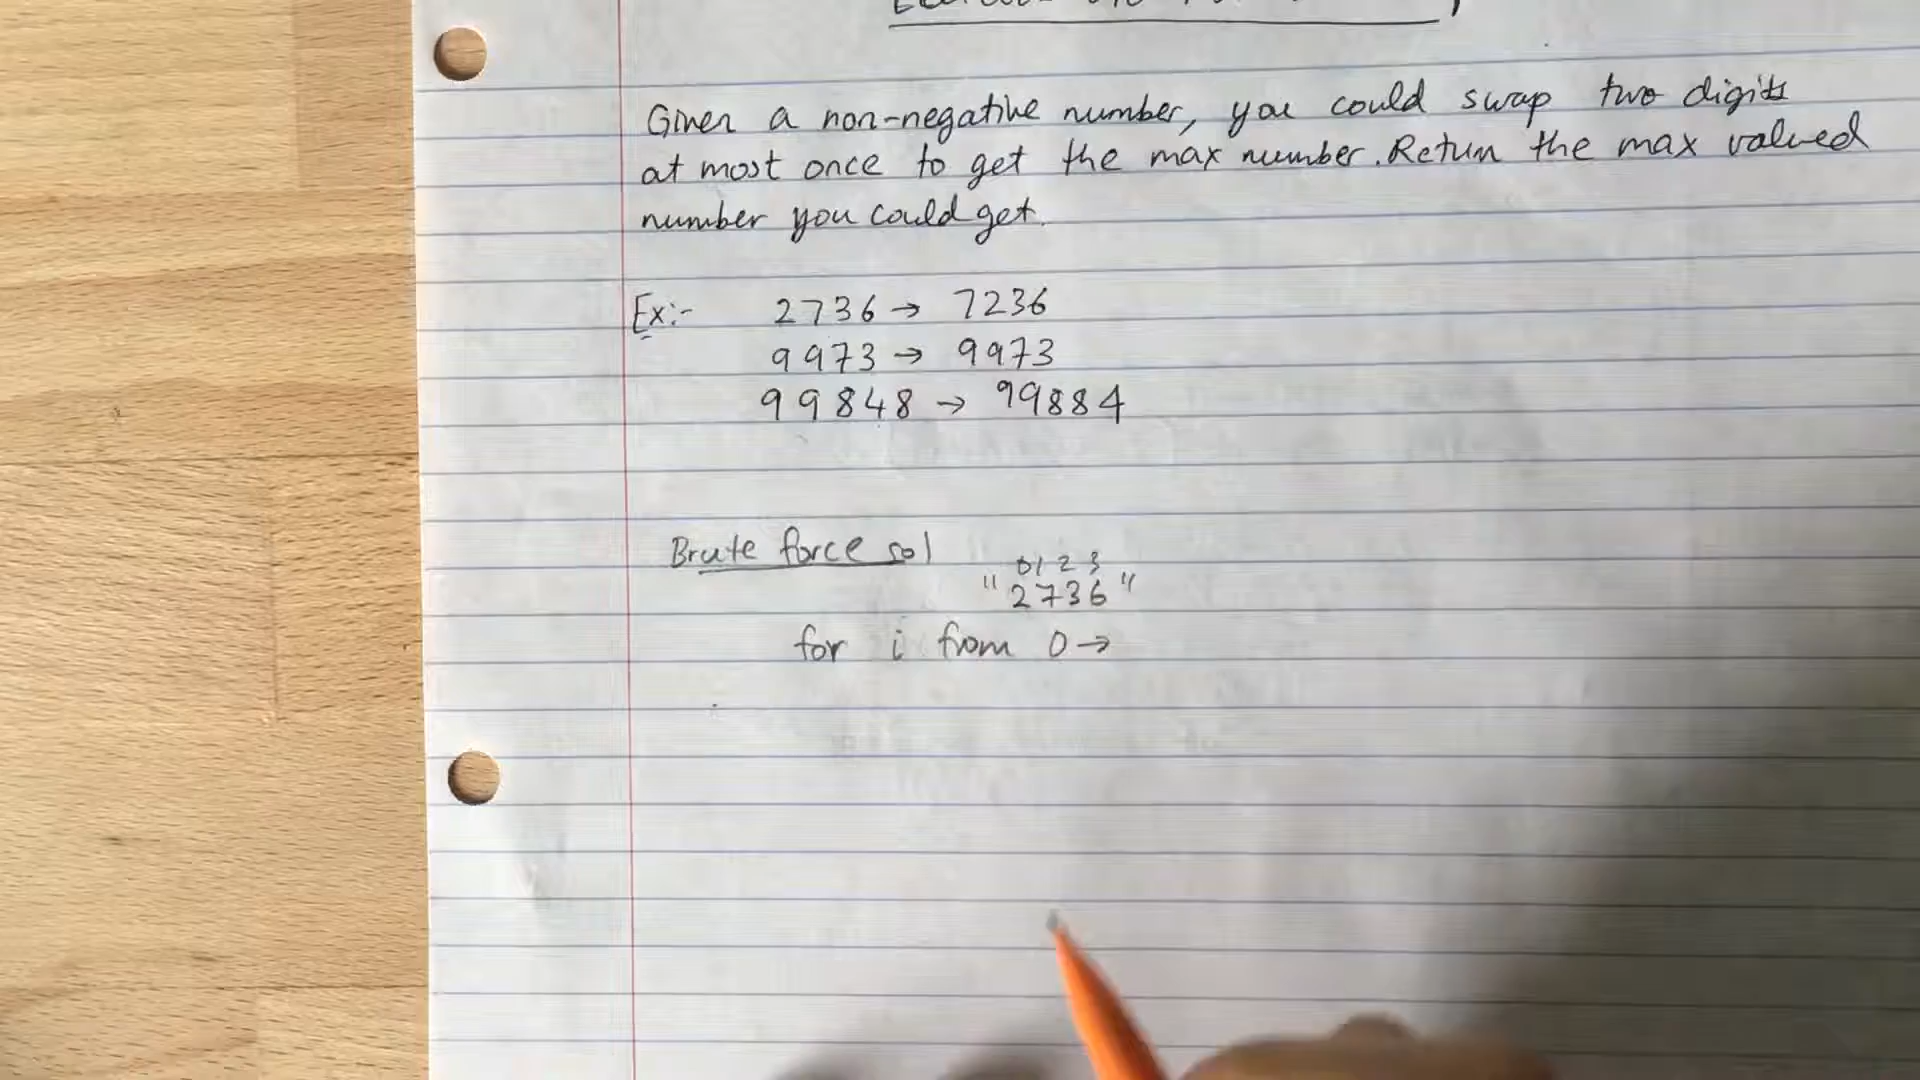 Given a non-negative number, you could swap two digits
at most once to get the max number. Return the max valued
number you could get.
Ex:- 2736 → 7236
9973 → 9973
99848 → 99884
Brute force sol
0 1 2 3
"2736"
for i from 0 →